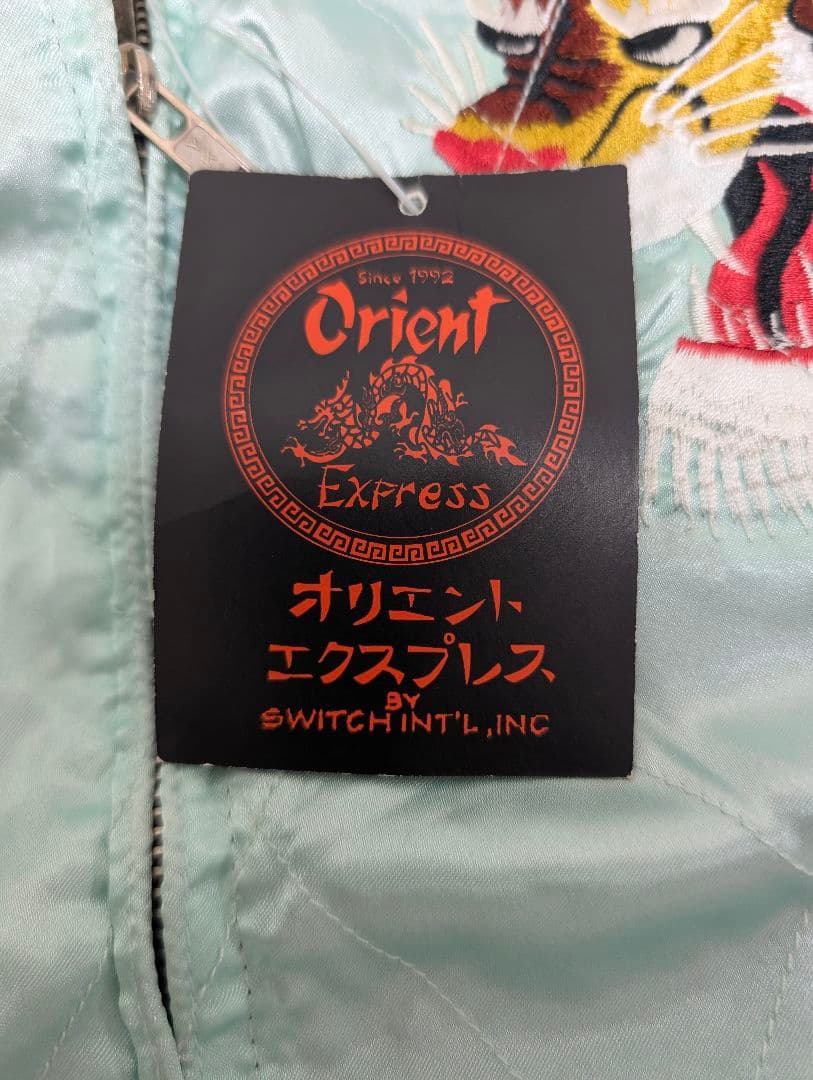 Since 1992
Orient
Express
オリエント
エクスプレス
BY
SWITCH INT'L , INC